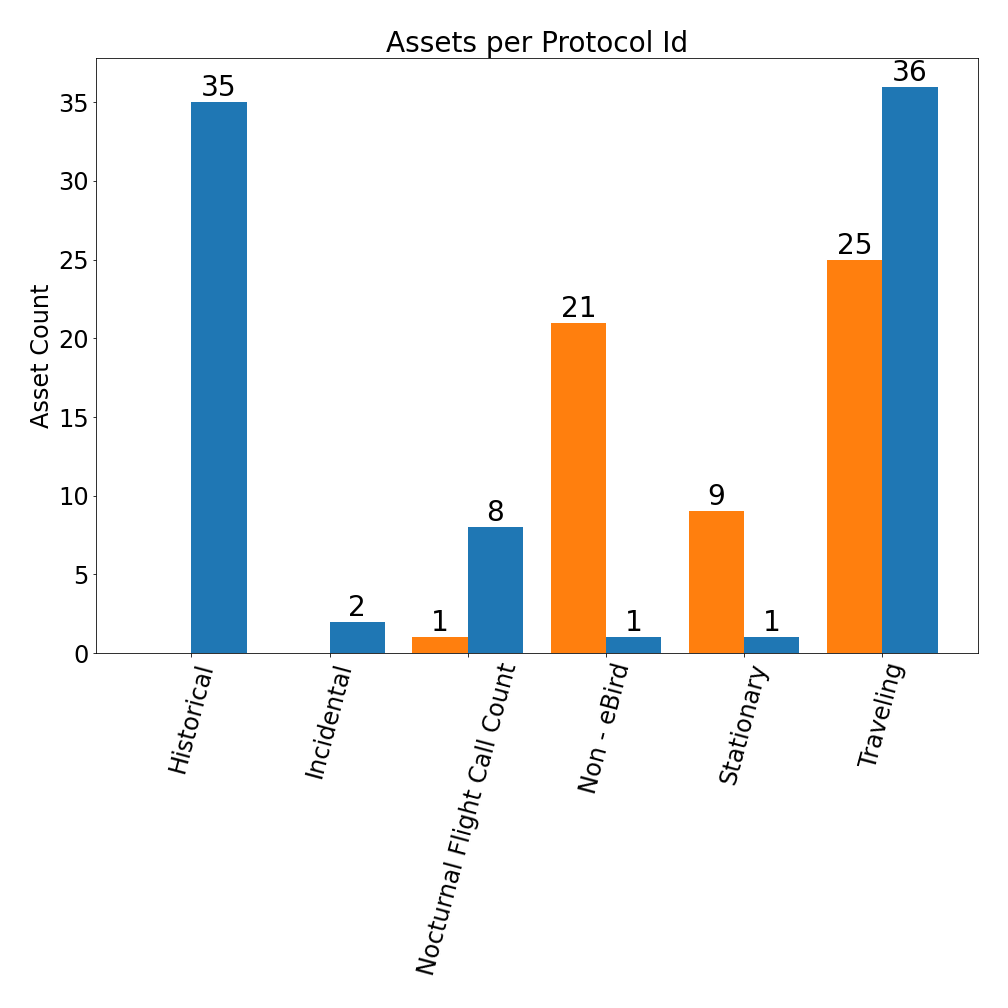 Assets per Protocol Id
Asset Count
35
30
25
20
15
10
5
0
35
2
1
8
21
1
9
1
25
36
Historical
Incidental
Nocturnal Flight Call Count
Non - eBird
Stationary
Traveling